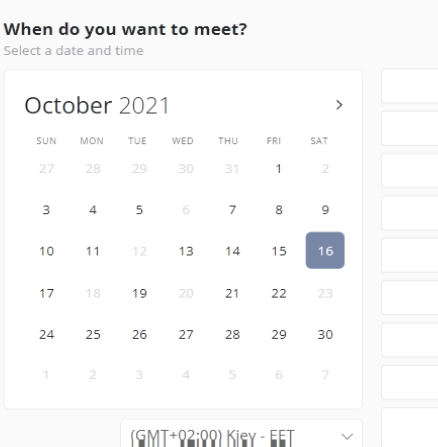 When do you want to meet?
Select a date and time
October 2021
SUN MON TUE WED THU FRI SAT
27 28 29 30 31 1 2
3 4 5 6 7 8 9
10 11 12 13 14 15 16
17 18 19 20 21 22 23
24 25 26 27 28 29 30
1 2 3 4 5 6 7
(GMT+02:00) Kiev - EET